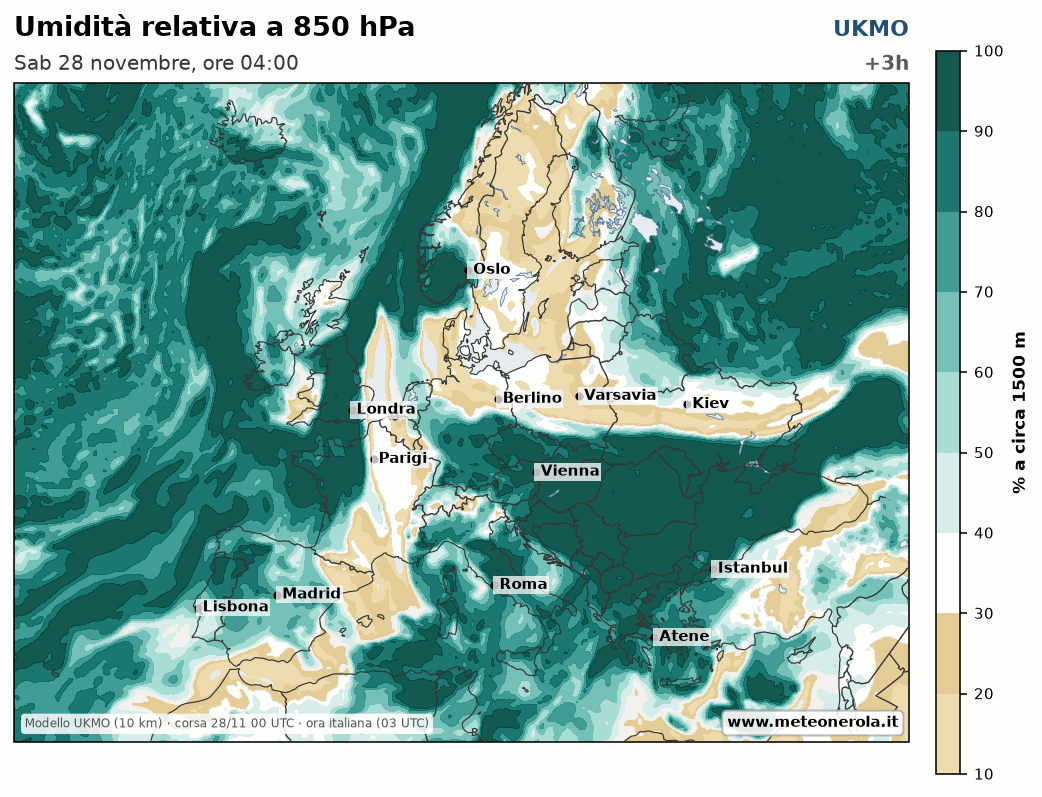 Umidità relativa a 850 hPa
UKMO
Sab 28 novembre, ore 04:00
+3h
100
90
80
70
60
50
40
30
20
10
% a circa 1500 m
Oslo
Londra
Berlino
Varsavia
Kiev
Parigi
Vienna
Istanbul
Roma
Madrid
Lisbona
Atene
Modello UKMO (10 km) · corsa 28/11 00 UTC · ora italiana (03 UTC)
www.meteonerola.it